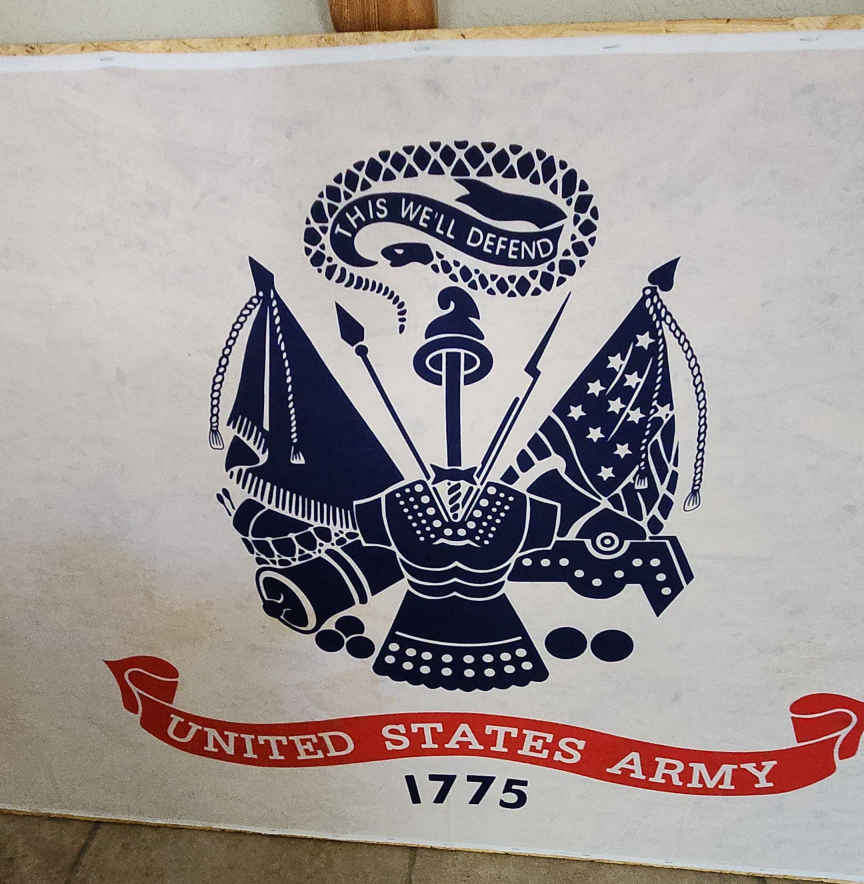 THIS WE'LL DEFEND
UNITED STATES ARMY
1775